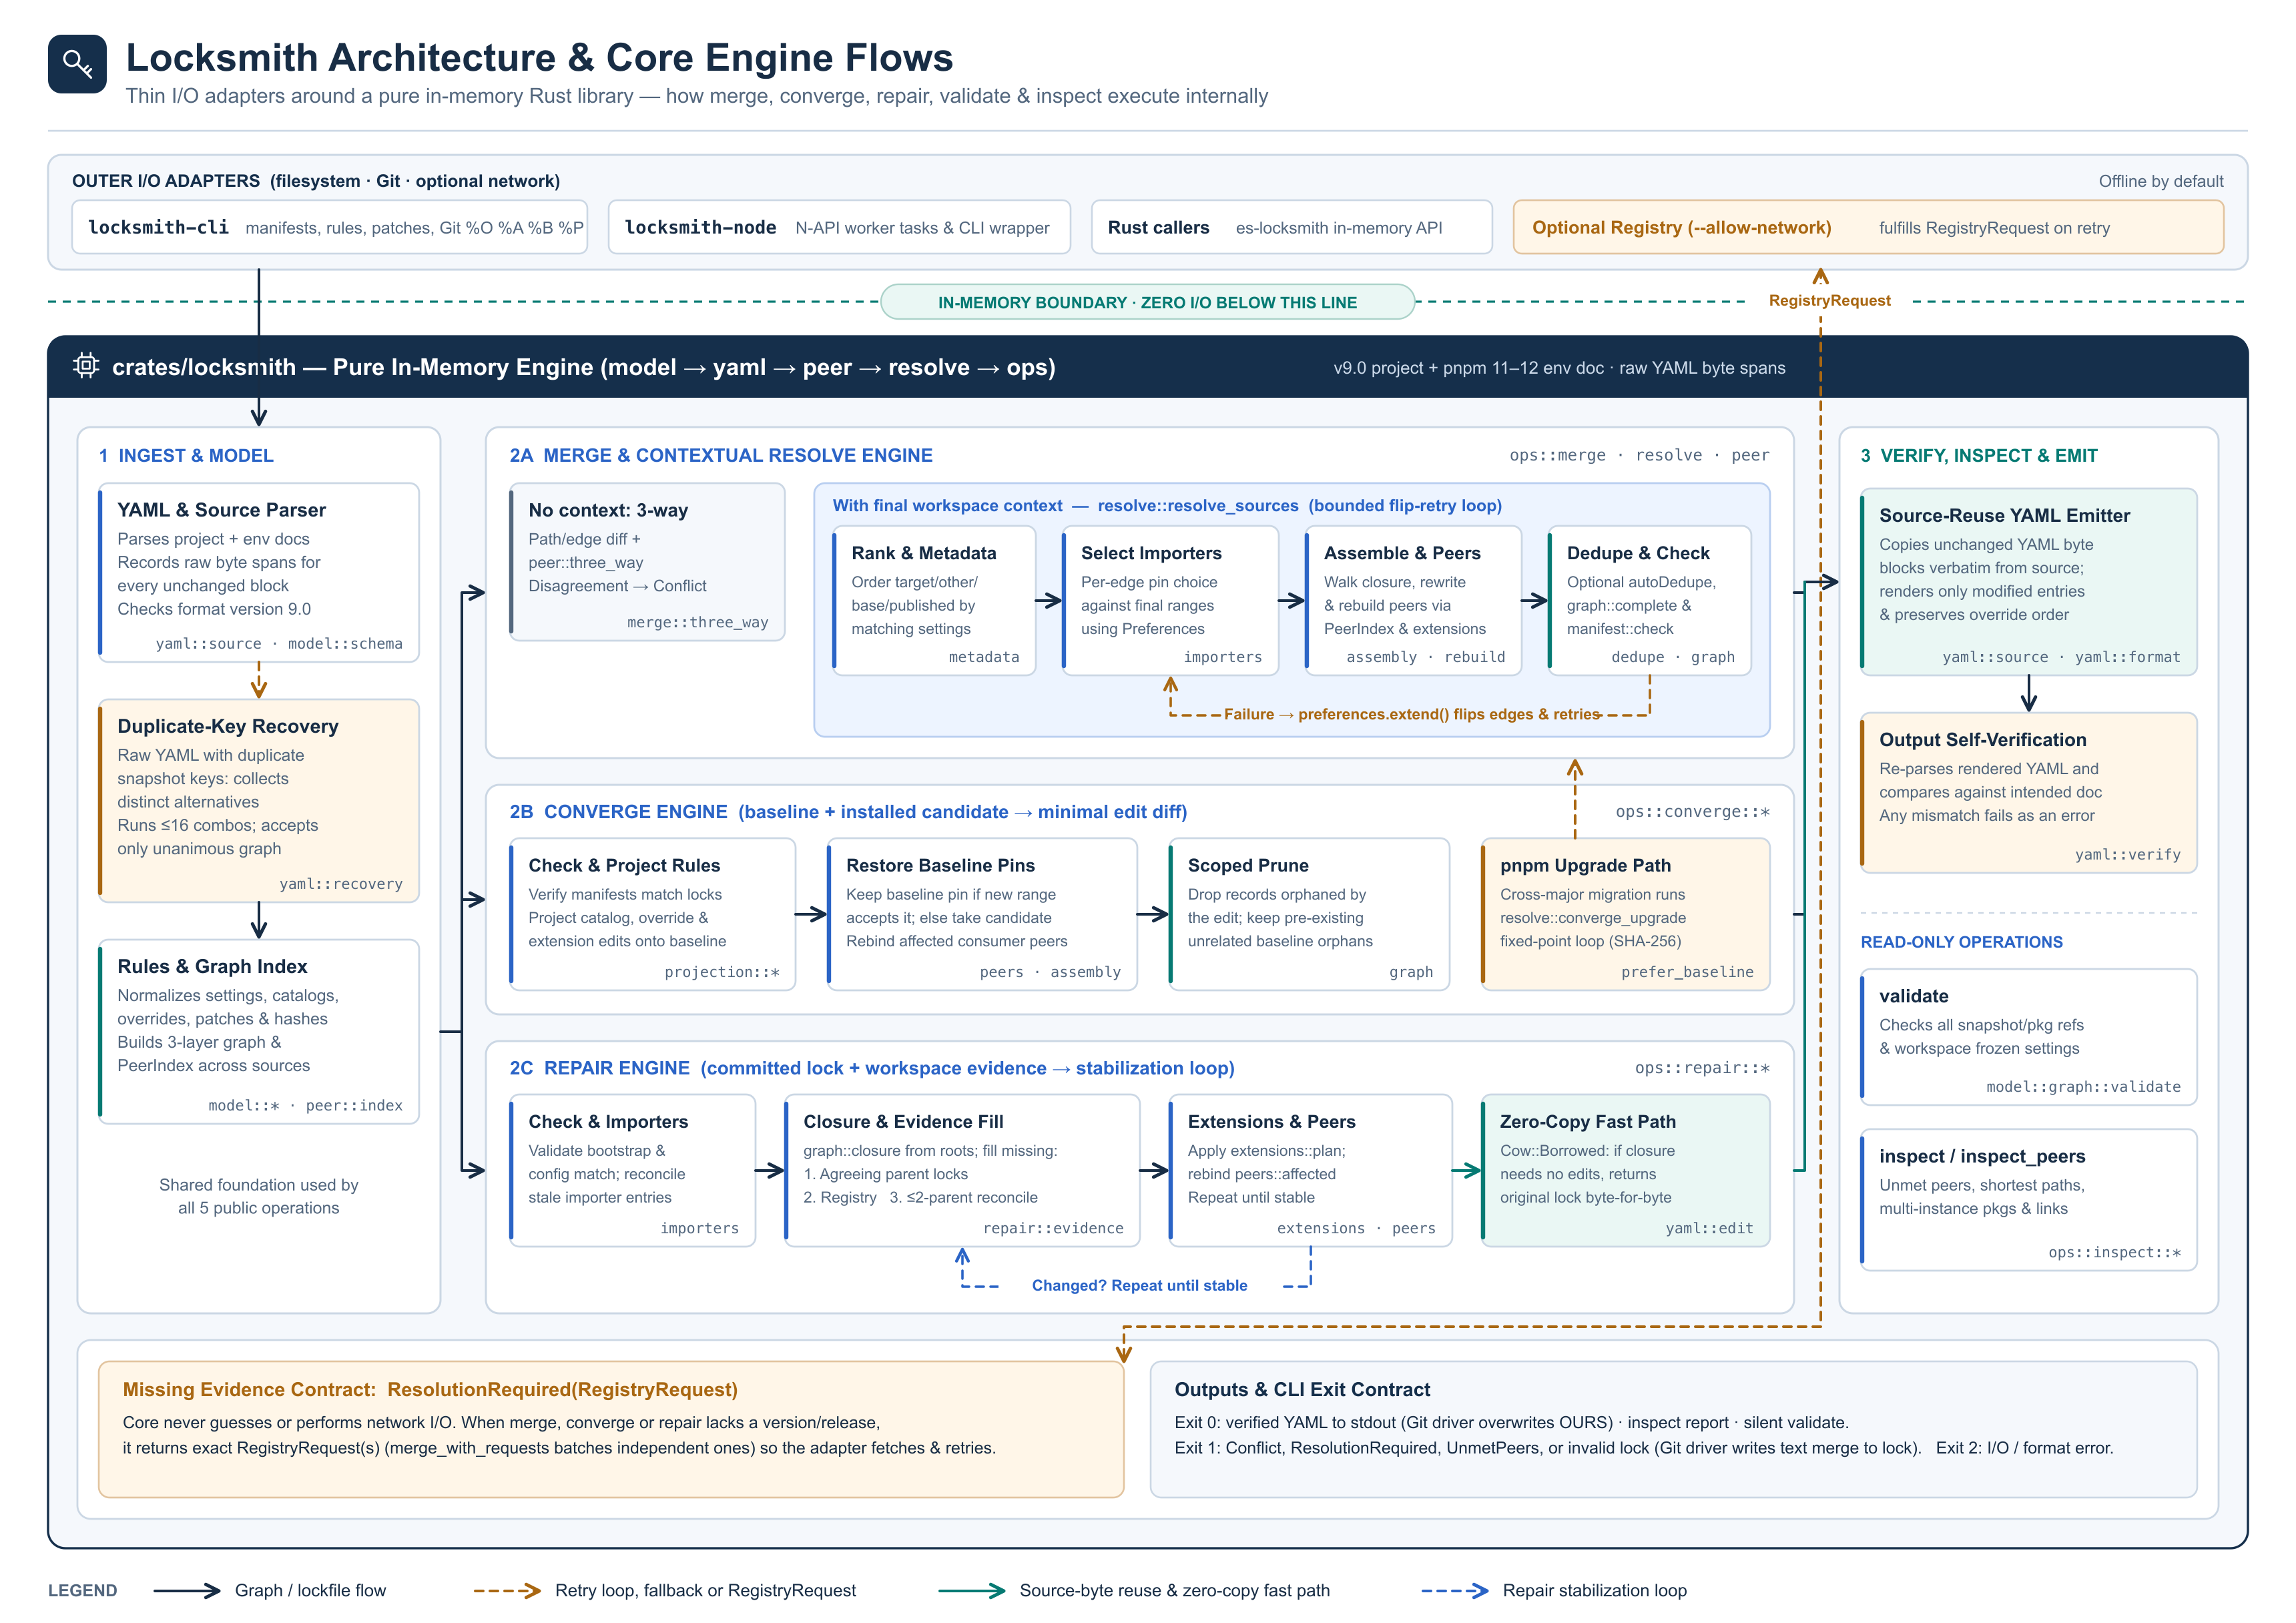 Locksmith Architecture & Core Engine Flows
Thin I/O adapters around a pure in-memory Rust library — how merge, converge, repair, validate & inspect execute internally
OUTER I/O ADAPTERS (filesystem · Git · optional network)
Offline by default
locksmith-cli manifests, rules, patches, Git %O %A %B %P
locksmith-node N-API worker tasks & CLI wrapper
Rust callers es-locksmith in-memory API
Optional Registry (--allow-network) fulfills RegistryRequest on retry
IN-MEMORY BOUNDARY · ZERO I/O BELOW THIS LINE
RegistryRequest
crates/locksmith — Pure In-Memory Engine (model → yaml → peer → resolve → ops)
v9.0 project + pnpm 11–12 env doc · raw YAML byte spans
1 INGEST & MODEL
YAML & Source Parser
Parses project + env docs
Records raw byte spans for
every unchanged block
Checks format version 9.0
yaml::source · model::schema
Duplicate-Key Recovery
Raw YAML with duplicate
snapshot keys: collects
distinct alternatives
Runs ≤16 combos; accepts
only unanimous graph
yaml::recovery
Rules & Graph Index
Normalizes settings, catalogs,
overrides, patches & hashes
Builds 3-layer graph &
PeerIndex across sources
model::* · peer::index
Shared foundation used by
all 5 public operations
2A MERGE & CONTEXTUAL RESOLVE ENGINE
ops::merge · resolve · peer
No context: 3-way
Path/edge diff +
peer::three_way
Disagreement → Conflict
merge::three_way
With final workspace context — resolve::resolve_sources (bounded flip-retry loop)
Rank & Metadata
Order target/other/
base/published by
matching settings
metadata
Select Importers
Per-edge pin choice
against final ranges
using Preferences
importers
Assemble & Peers
Walk closure, rewrite
& rebuild peers via
PeerIndex & extensions
assembly · rebuild
Dedupe & Check
Optional autoDedupe,
graph::complete &
manifest::check
dedupe · graph
Failure → preferences.extend() flips edges & retries
2B CONVERGE ENGINE (baseline + installed candidate → minimal edit diff)
ops::converge::*
Check & Project Rules
Verify manifests match locks
Project catalog, override &
extension edits onto baseline
projection::*
Restore Baseline Pins
Keep baseline pin if new range
accepts it; else take candidate
Rebind affected consumer peers
peers · assembly
Scoped Prune
Drop records orphaned by
the edit; keep pre-existing
unrelated baseline orphans
graph
pnpm Upgrade Path
Cross-major migration runs
resolve::converge_upgrade
fixed-point loop (SHA-256)
prefer_baseline
2C REPAIR ENGINE (committed lock + workspace evidence → stabilization loop)
ops::repair::*
Check & Importers
Validate bootstrap &
config match; reconcile
stale importer entries
importers
Closure & Evidence Fill
graph::closure from roots; fill missing:
1. Agreeing parent locks
2. Registry 3. ≤2-parent reconcile
repair::evidence
Extensions & Peers
Apply extensions::plan;
rebind peers::affected
Repeat until stable
extensions · peers
Zero-Copy Fast Path
Cow::Borrowed: if closure
needs no edits, returns
original lock byte-for-byte
yaml::edit
Changed? Repeat until stable
3 VERIFY, INSPECT & EMIT
Source-Reuse YAML Emitter
Copies unchanged YAML byte
blocks verbatim from source;
renders only modified entries
& preserves override order
yaml::source · yaml::format
Output Self-Verification
Re-parses rendered YAML and
compares against intended doc
Any mismatch fails as an error
yaml::verify
READ-ONLY OPERATIONS
validate
Checks all snapshot/pkg refs
& workspace frozen settings
model::graph::validate
inspect / inspect_peers
Unmet peers, shortest paths,
multi-instance pkgs & links
ops::inspect::*
Missing Evidence Contract: ResolutionRequired(RegistryRequest)
Core never guesses or performs network I/O. When merge, converge or repair lacks a version/release,
it returns exact RegistryRequest(s) (merge_with_requests batches independent ones) so the adapter fetches & retries.
Outputs & CLI Exit Contract
Exit 0: verified YAML to stdout (Git driver overwrites OURS) · inspect report · silent validate.
Exit 1: Conflict, ResolutionRequired, UnmetPeers, or invalid lock (Git driver writes text merge to lock). Exit 2: I/O / format error.
LEGEND
Graph / lockfile flow
Retry loop, fallback or RegistryRequest
Source-byte reuse & zero-copy fast path
Repair stabilization loop